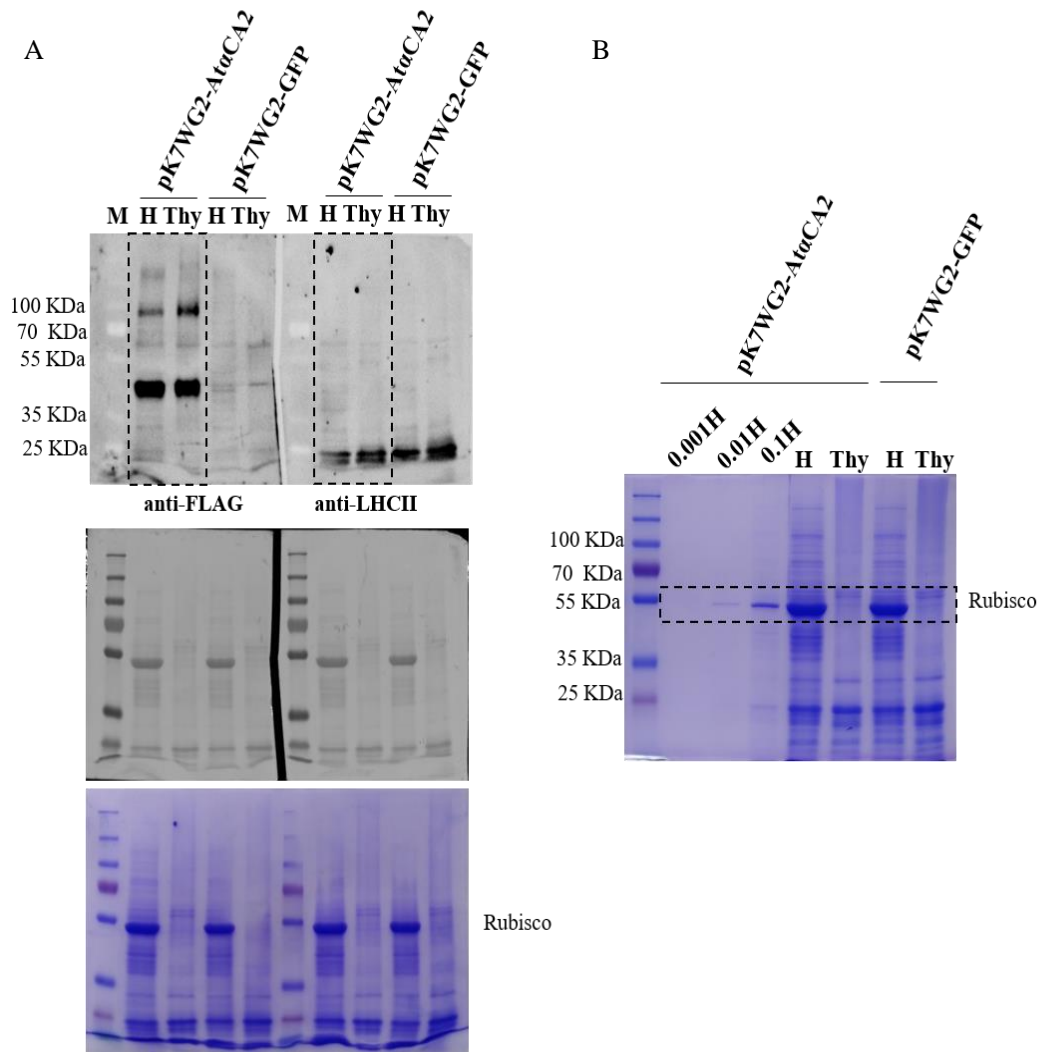 A
pK7WG2-AtαCA2
pK7WG2-GFP
pK7WG2-AtαCA2
pK7WG2-GFP
M H Thy H Thy M H Thy H Thy
100 KDa
70 KDa
55 KDa
35 KDa
25 KDa
anti-FLAG anti-LHCII
Rubisco
B
pK7WG2-AtαCA2
pK7WG2-GFP
0.001H 0.01H 0.1H H Thy H Thy
100 KDa
70 KDa
55 KDa
Rubisco
35 KDa
25 KDa